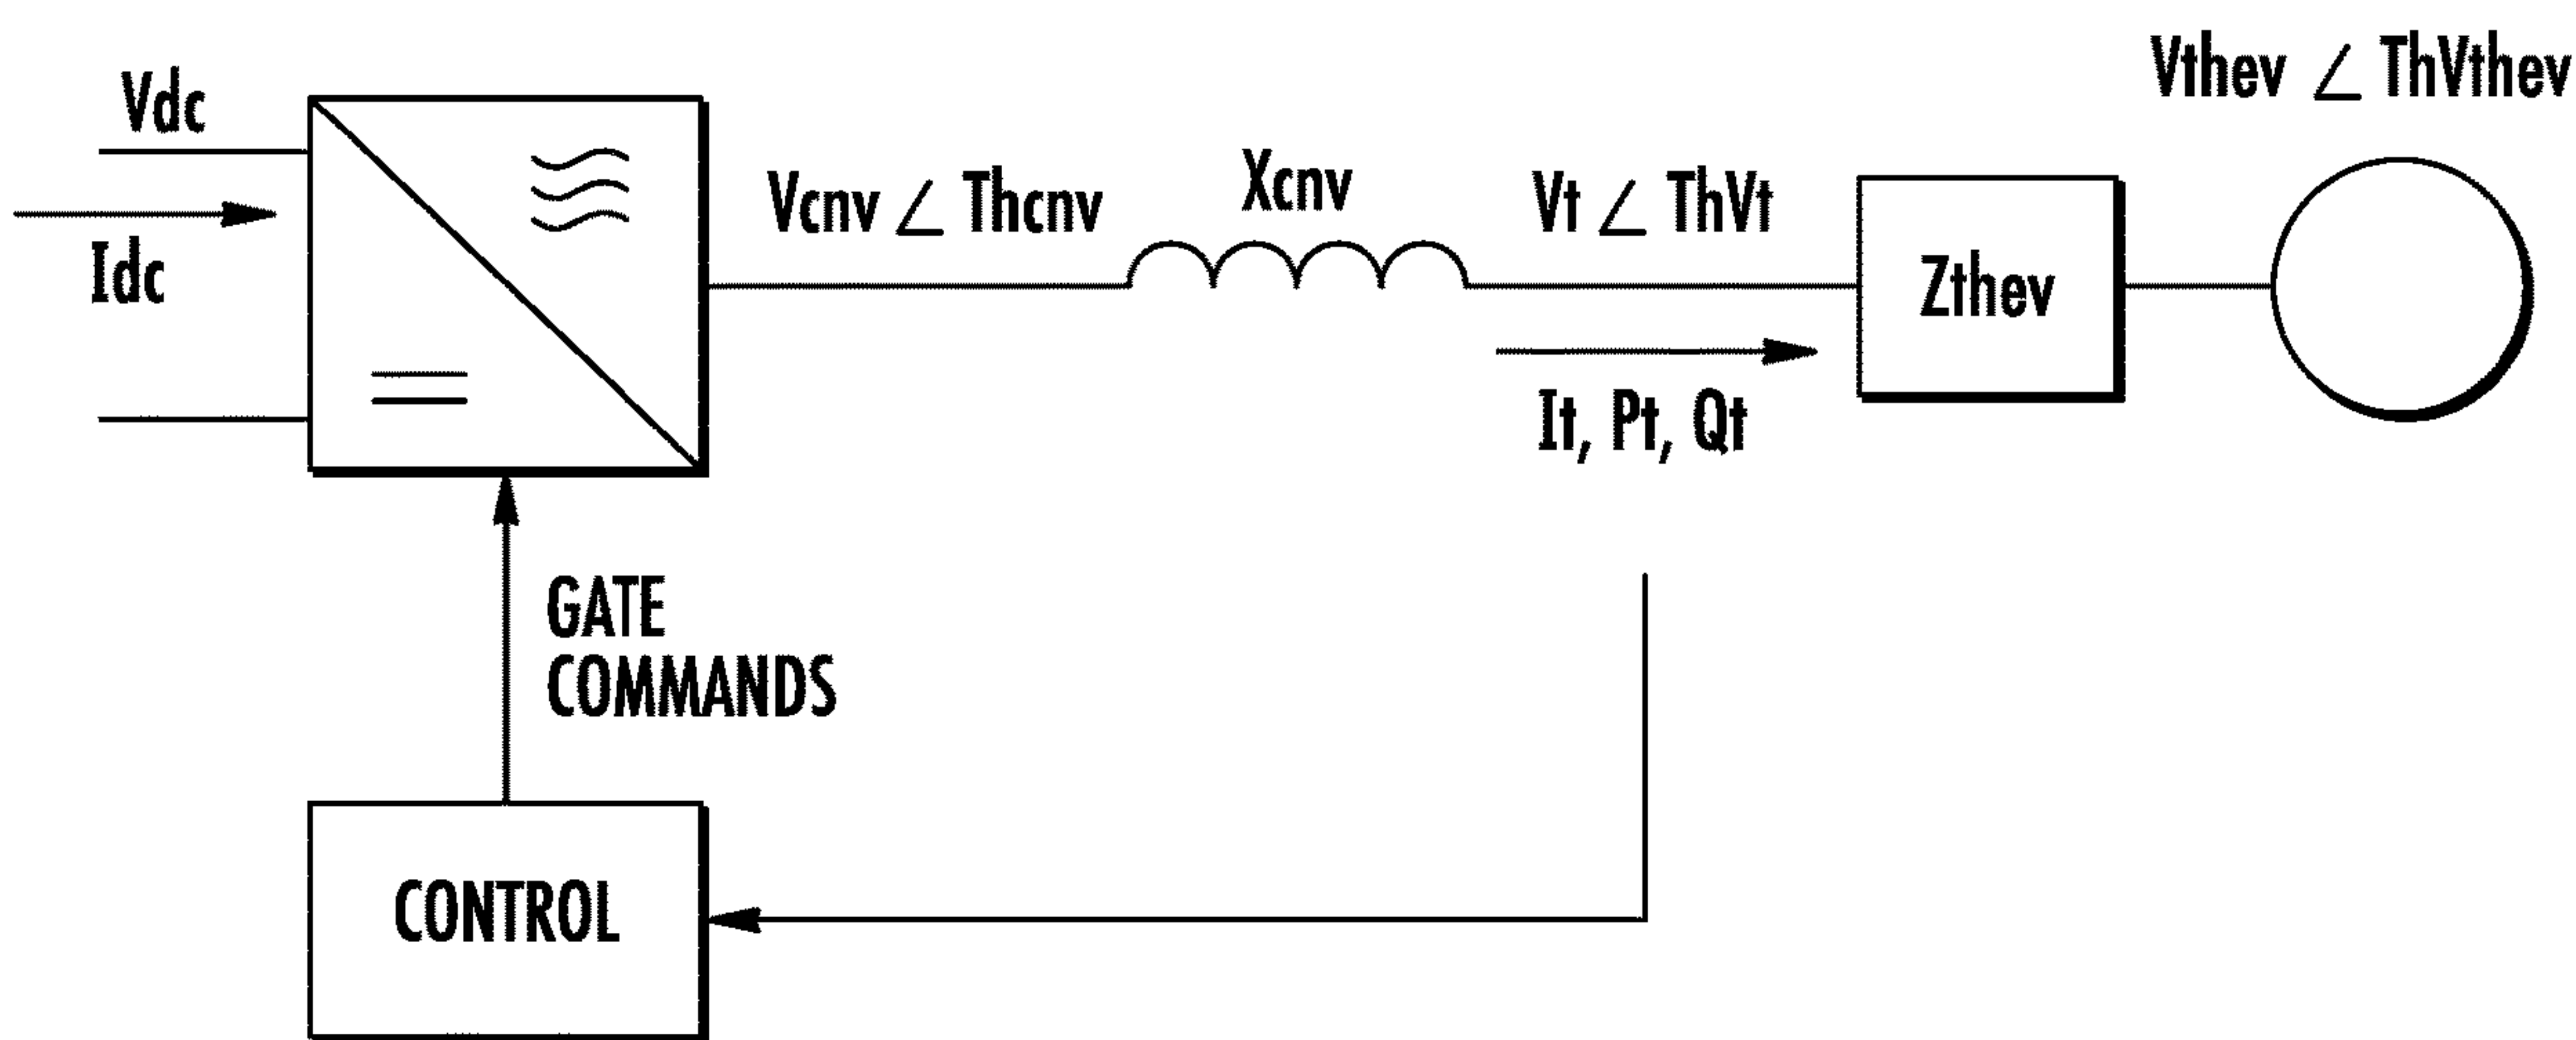 Vthev ∠ ThVthev
Vdc
Vcnv ∠ Thcnv
Xcnv
Vt ∠ ThVt
Idc
Zthev
It, Pt, Qt
GATE
COMMANDS
CONTROL